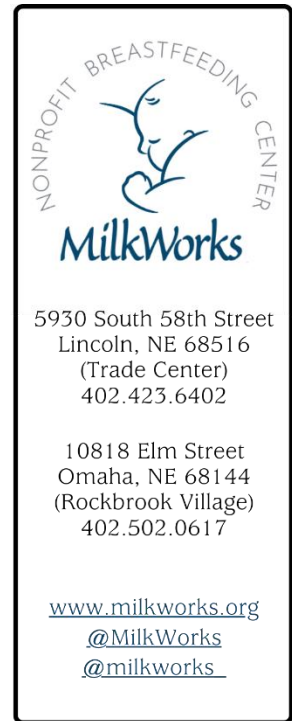 NONPROFIT BREASTFEEDING CENTER
MilkWorks
5930 South 58th Street
Lincoln, NE 68516
(Trade Center)
402.423.6402
10818 Elm Street
Omaha, NE 68144
(Rockbrook Village)
402.502.0617
www.milkworks.org
@MilkWorks
@milkworks_